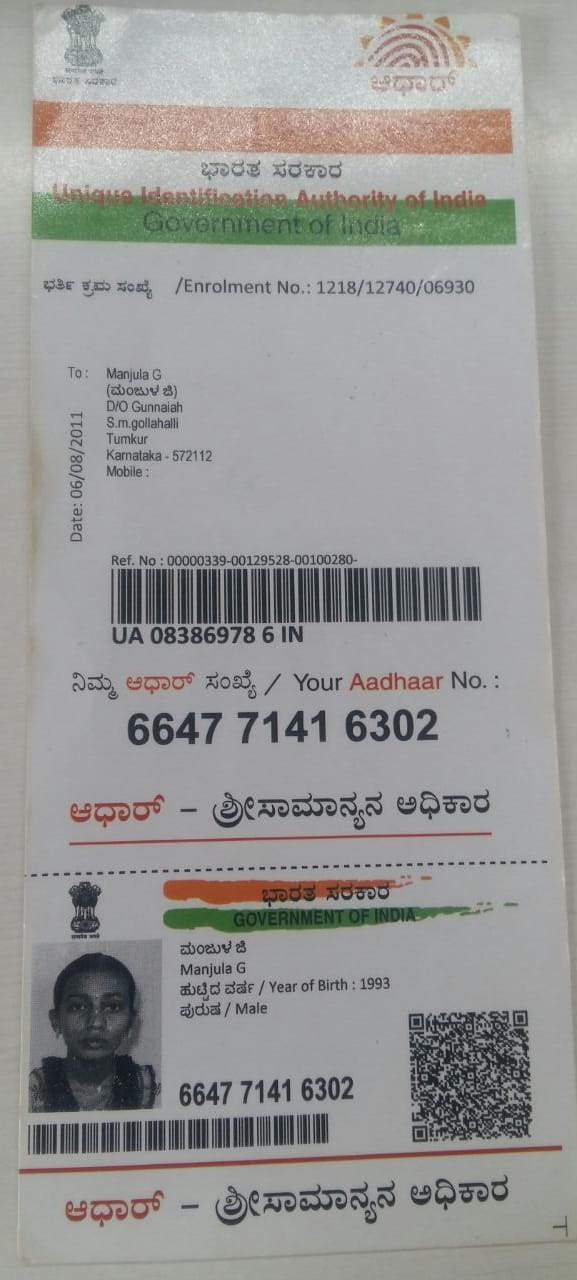 ಭಾರತ ಸರಕಾರ
ಆಧಾರ್
ಭಾರತ ಸರಕಾರ
Unique Identification Authority of India
Government of India
ಭರ್ತಿ ಕ್ರಮ ಸಂಖ್ಯೆ /Enrolment No.: 1218/12740/06930
To:
Manjula G
(ಮಂಜುಳ ಜಿ)
D/O Gunnaiah
S.m.gollahalli
Tumkur
Karnataka - 572112
Mobile :
Date: 06/08/2011
Ref. No : 00000339-00129528-00100280-
UA 08386978 6 IN
ನಿಮ್ಮ ಆಧಾರ್ ಸಂಖ್ಯೆ / Your Aadhaar No. :
6647 7141 6302
ಆಧಾರ್ – ಶ್ರೀಸಾಮಾನ್ಯನ ಅಧಿಕಾರ
ಭಾರತ ಸರಕಾರ
GOVERNMENT OF INDIA
ಮಂಜುಳ ಜಿ
Manjula G
ಹುಟ್ಟಿದ ವರ್ಷ / Year of Birth : 1993
ಪುರುಷ / Male
6647 7141 6302
ಆಧಾರ್ – ಶ್ರೀಸಾಮಾನ್ಯನ ಅಧಿಕಾರ